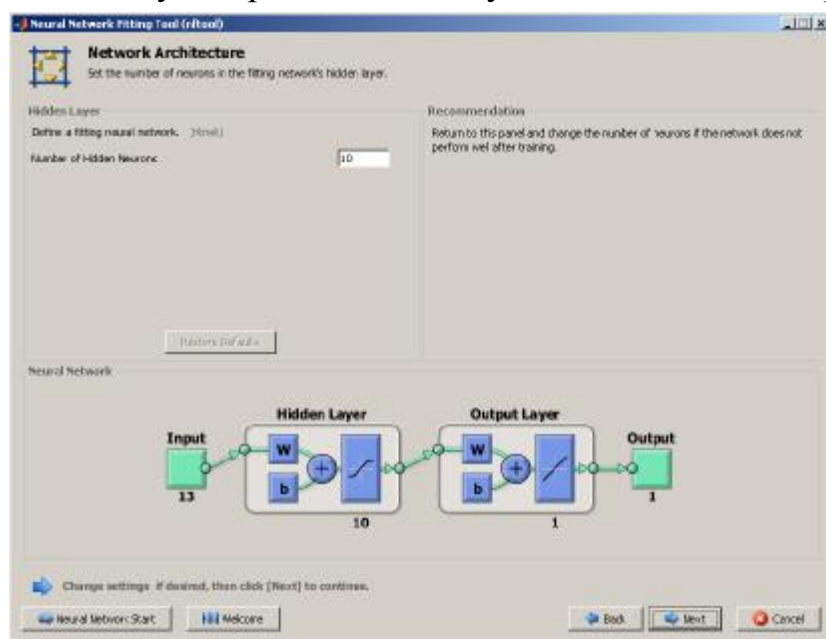 Neural Network Fitting Tool (nftool)
Network Architecture
Set the number of neurons in the fitting network's hidden layer.
Hidden Layer
Define a fitting neural network.
Number of Hidden Neurons:
10
Restore Defaults
Recommendation
Return to this panel and change the number of neurons if the network does not
perform well after training.
Neural Network
Hidden Layer
Output Layer
Input
Output
W
b
W
b
13
10
1
1
Change settings if desired, then click [Next] to continue.
Neural Network Start
Welcome
Back
Next
Cancel